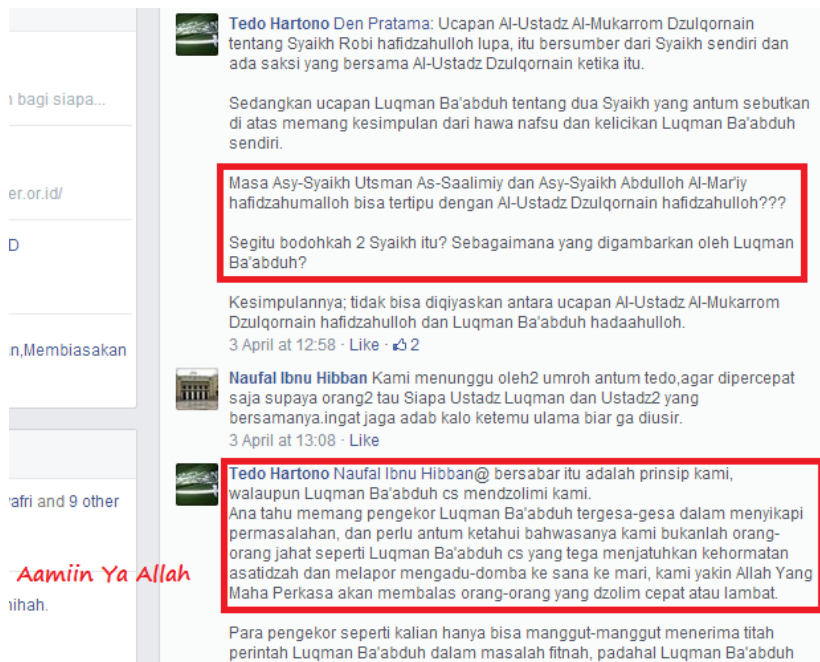 n bagi siapa...
er.or.id/
D
n,Membiasakan
afri and 9 other
Aamiin Ya Allah
nihah.
Tedo Hartono Den Pratama: Ucapan Al-Ustadz Al-Mukarrom Dzulqornain
tentang Syaikh Robi hafidzahulloh lupa, itu bersumber dari Syaikh sendiri dan
ada saksi yang bersama Al-Ustadz Dzulqornain ketika itu.
Sedangkan ucapan Luqman Ba'abduh tentang dua Syaikh yang antum sebutkan
di atas memang kesimpulan dari hawa nafsu dan kelicikan Luqman Ba'abduh
sendiri.
Masa Asy-Syaikh Utsman As-Saalimiy dan Asy-Syaikh Abdulloh Al-Mar'iy
hafidzahumalloh bisa tertipu dengan Al-Ustadz Dzulqornain hafidzahulloh???
Segitu bodohkah 2 Syaikh itu? Sebagaimana yang digambarkan oleh Luqman
Ba'abduh?
Kesimpulannya; tidak bisa diqiyaskan antara ucapan Al-Ustadz Al-Mukarrom
Dzulqornain hafidzahulloh dan Luqman Ba'abduh hadaahulloh.
3 April at 12:58 · Like · 2
Naufal Ibnu Hibban Kami menunggu oleh2 umroh antum tedo,agar dipercepat
saja supaya orang2 tau Siapa Ustadz Luqman dan Ustadz2 yang
bersamanya.ingat jaga adab kalo ketemu ulama biar ga diusir.
3 April at 13:08 · Like
Tedo Hartono Naufal Ibnu Hibban@ bersabar itu adalah prinsip kami,
walaupun Luqman Ba'abduh cs mendzolimi kami.
Ana tahu memang pengekor Luqman Ba'abduh tergesa-gesa dalam menyikapi
permasalahan, dan perlu antum ketahui bahwasanya kami bukanlah orang-
orang jahat seperti Luqman Ba'abduh cs yang tega menjatuhkan kehormatan
asatidzah dan melapor mengadu-domba ke sana ke mari, kami yakin Allah Yang
Maha Perkasa akan membalas orang-orang yang dzolim cepat atau lambat.
Para pengekor seperti kalian hanya bisa manggut-manggut menerima titah
perintah Luqman Ba'abduh dalam masalah fitnah, padahal Luqman Ba'abduh